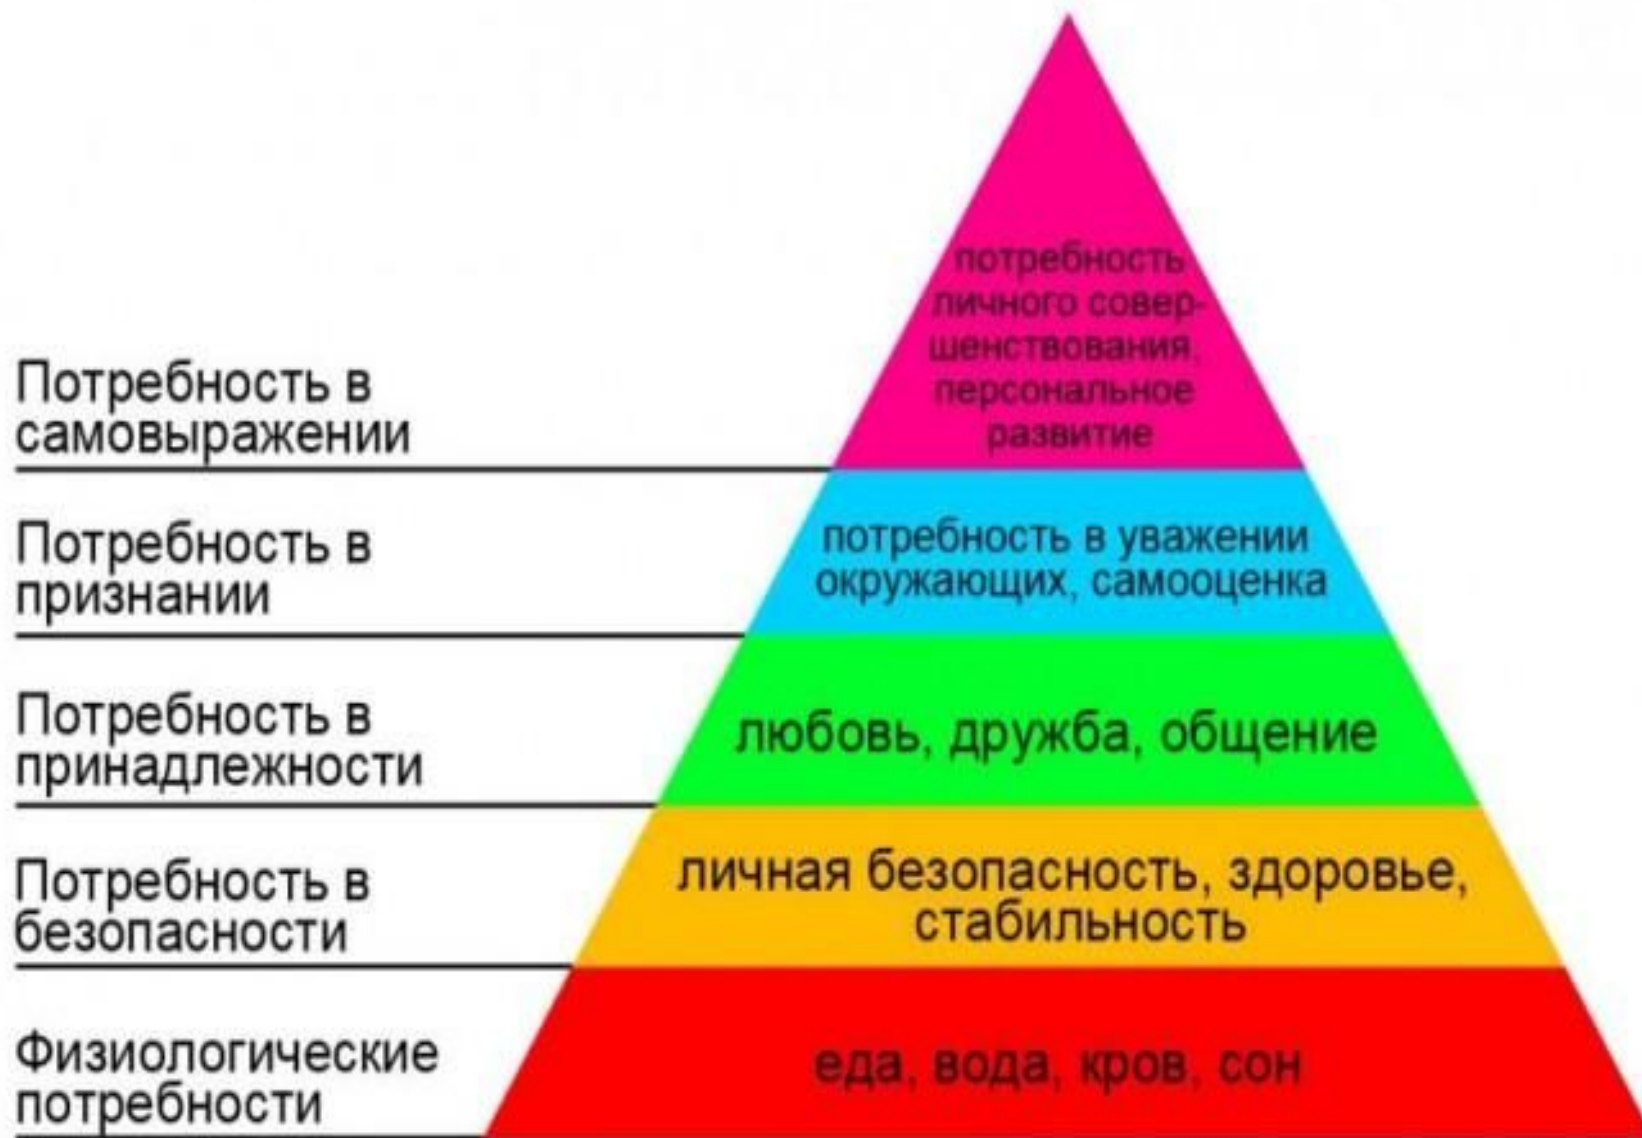 потребность
личного совер-
шенствования,
персональное
развитие
Потребность в
самовыражении
потребность в уважении
окружающих, самооценка
Потребность в
признании
любовь, дружба, общение
Потребность в
принадлежности
личная безопасность, здоровье,
стабильность
Потребность в
безопасности
еда, вода, кров, сон
Физиологические
потребности